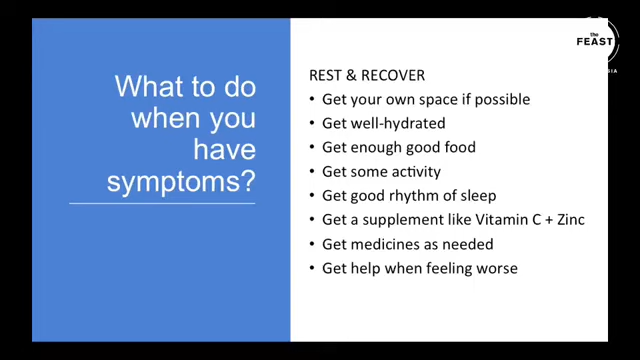 What to do
when you
have
symptoms?
REST & RECOVER
• Get your own space if possible
• Get well-hydrated
• Get enough good food
• Get some activity
• Get good rhythm of sleep
• Get a supplement like Vitamin C + Zinc
• Get medicines as needed
• Get help when feeling worse
the
FEAST